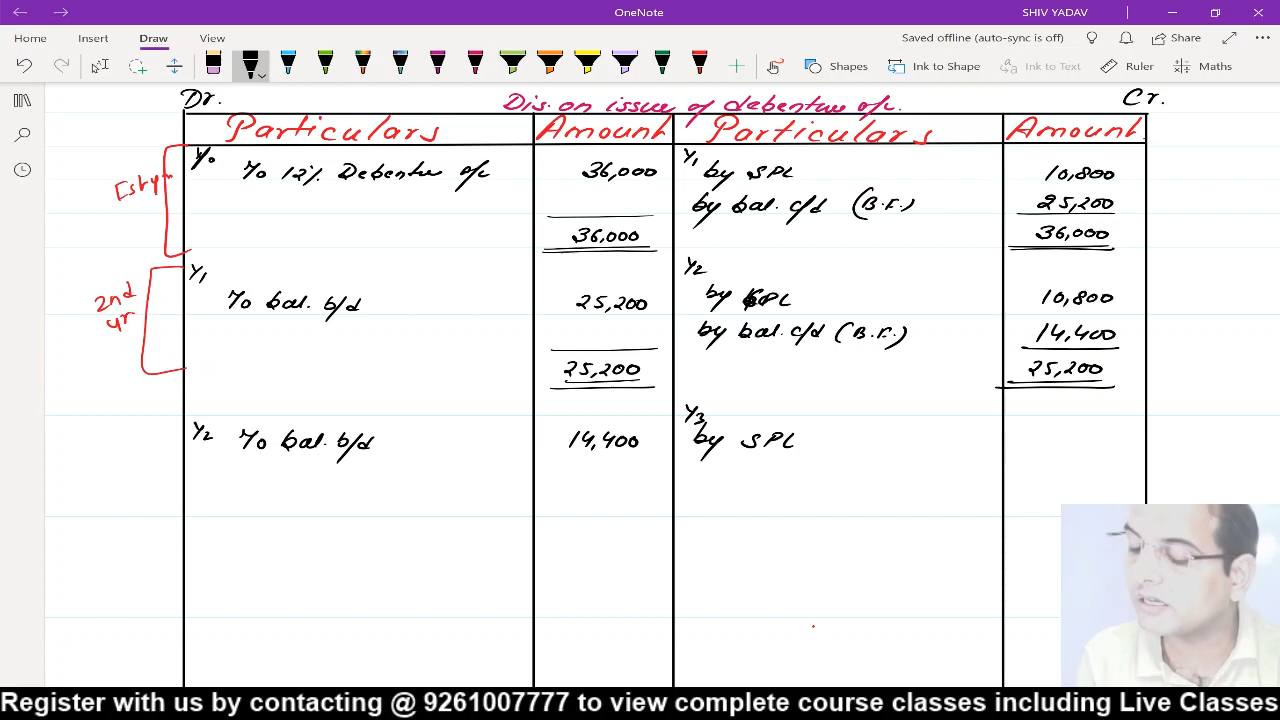 OneNote
SHIV YADAV
Home Insert Draw View
Saved offline (auto-sync is off)
Share
Shapes
Ink to Shape
Ink to Text
Ruler
Maths
Dr.
Dis. on issue of debenture a/c.
Cr.
Particulars Amount Particulars Amount
Y0 To 12% Debenture a/c 36,000
Y1 by SPL 10,800
by bal. c/d (B.F.) 25,200
36,000 36,000
1st yr
Y1
To bal. b/d 25,200
Y2
by SPL 10,800
by bal. c/d (B.F.) 14,400
25,200 25,200
2nd
yr
Y2 To bal. b/d 14,400
Y3
by SPL
Register with us by contacting @ 9261007777 to view complete course classes including Live Classes